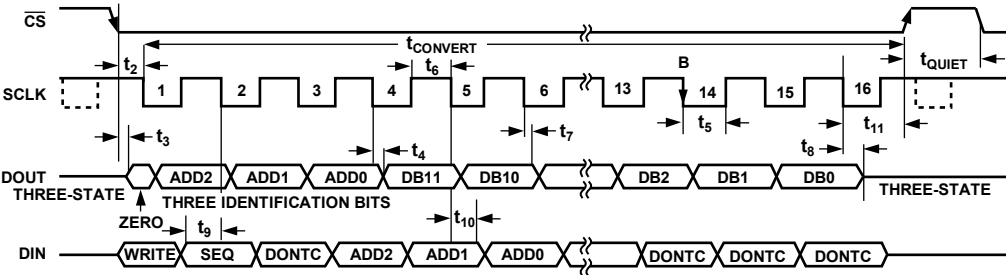 CS
tCONVERT
t2 t6 B tQUIET
SCLK 1 2 3 4 5 6 13 14 15 16
t3 t7 t5 t11
t4 t8
DOUT ADD2 ADD1 ADD0 DB11 DB10 DB2 DB1 DB0
THREE-STATE THREE IDENTIFICATION BITS THREE-STATE
ZERO t9 t10
DIN WRITE SEQ DONTC ADD2 ADD1 ADD0 DONTC DONTC DONTC